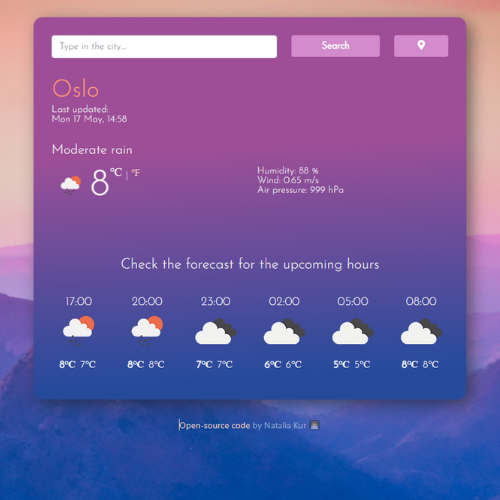 Type in the city...
Search
Oslo
Last updated:
Mon 17 May, 14:58
Moderate rain
8 °C | °F
Humidity: 88 %
Wind: 0.65 m/s
Air pressure: 999 hPa
Check the forecast for the upcoming hours
17:00 20:00 23:00 02:00 05:00 08:00
8°C 7°C 8°C 8°C 7°C 7°C 6°C 6°C 5°C 5°C 8°C 8°C
Open-source code by Natalia Kur